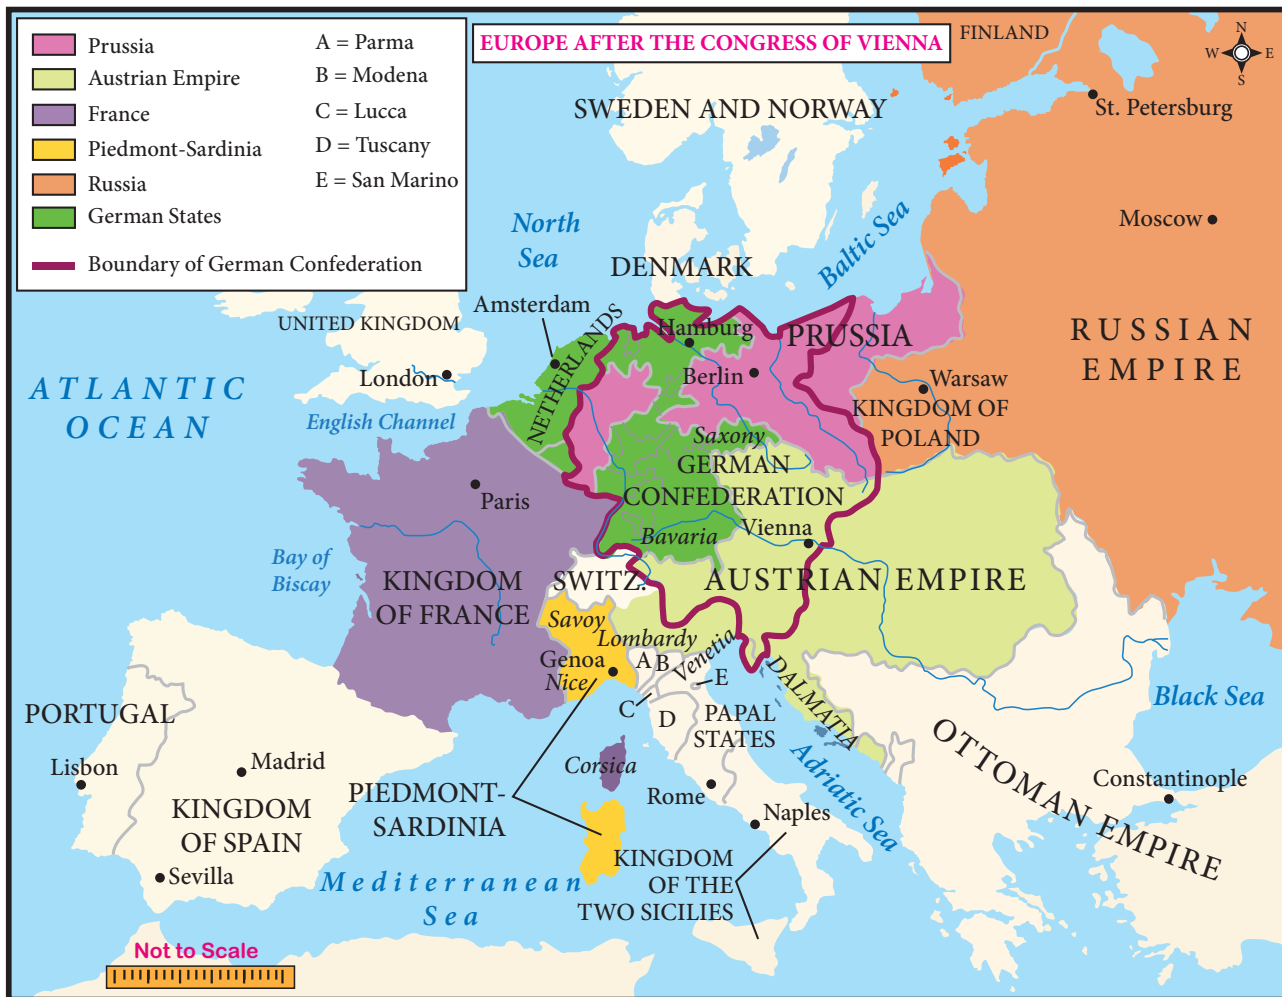 EUROPE AFTER THE CONGRESS OF VIENNA
Prussia
Austrian Empire
France
Piedmont-Sardinia
Russia
German States
Boundary of German Confederation
A = Parma
B = Modena
C = Lucca
D = Tuscany
E = San Marino
N
W
E
S
FINLAND
SWEDEN AND NORWAY
St. Petersburg
Moscow
North
Sea
Baltic Sea
DENMARK
Amsterdam
NETHERLANDS
Hamburg
PRUSSIA
UNITED KINGDOM
London
Berlin
RUSSIAN
EMPIRE
Warsaw
KINGDOM OF
POLAND
ATLANTIC
OCEAN
English Channel
Saxony
GERMAN
CONFEDERATION
Paris
Bavaria
Vienna
Bay of
Biscay
KINGDOM
OF FRANCE
SWITZ.
AUSTRIAN EMPIRE
Savoy
Lombardy
Venetia
Genoa
Nice
A
B
E
C
D
DALMATIA
PAPAL
STATES
Black Sea
PORTUGAL
Lisbon
Madrid
KINGDOM
OF SPAIN
Sevilla
Corsica
PIEDMONT-
SARDINIA
Rome
Naples
Adriatic Sea
OTTOMAN EMPIRE
Constantinople
KINGDOM
OF THE
TWO SICILIES
Mediterranean
Sea
Not to Scale